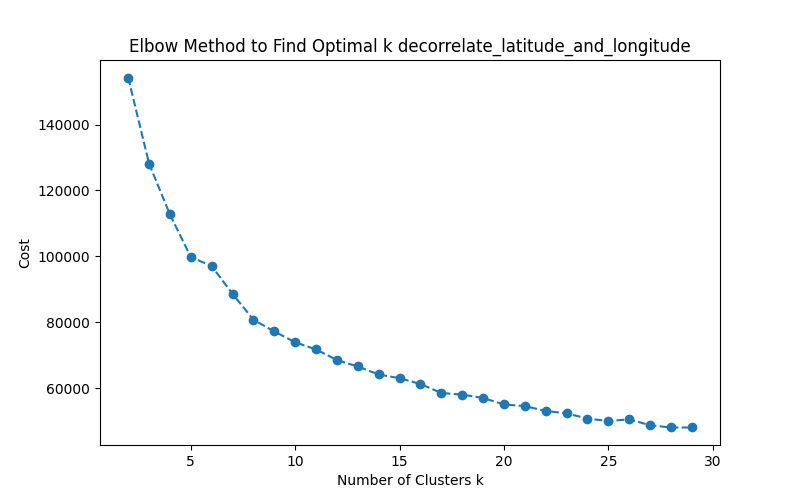 Elbow Method to Find Optimal k decorrelate_latitude_and_longitude
140000
120000
100000
80000
60000
Cost
5 10 15 20 25 30
Number of Clusters k